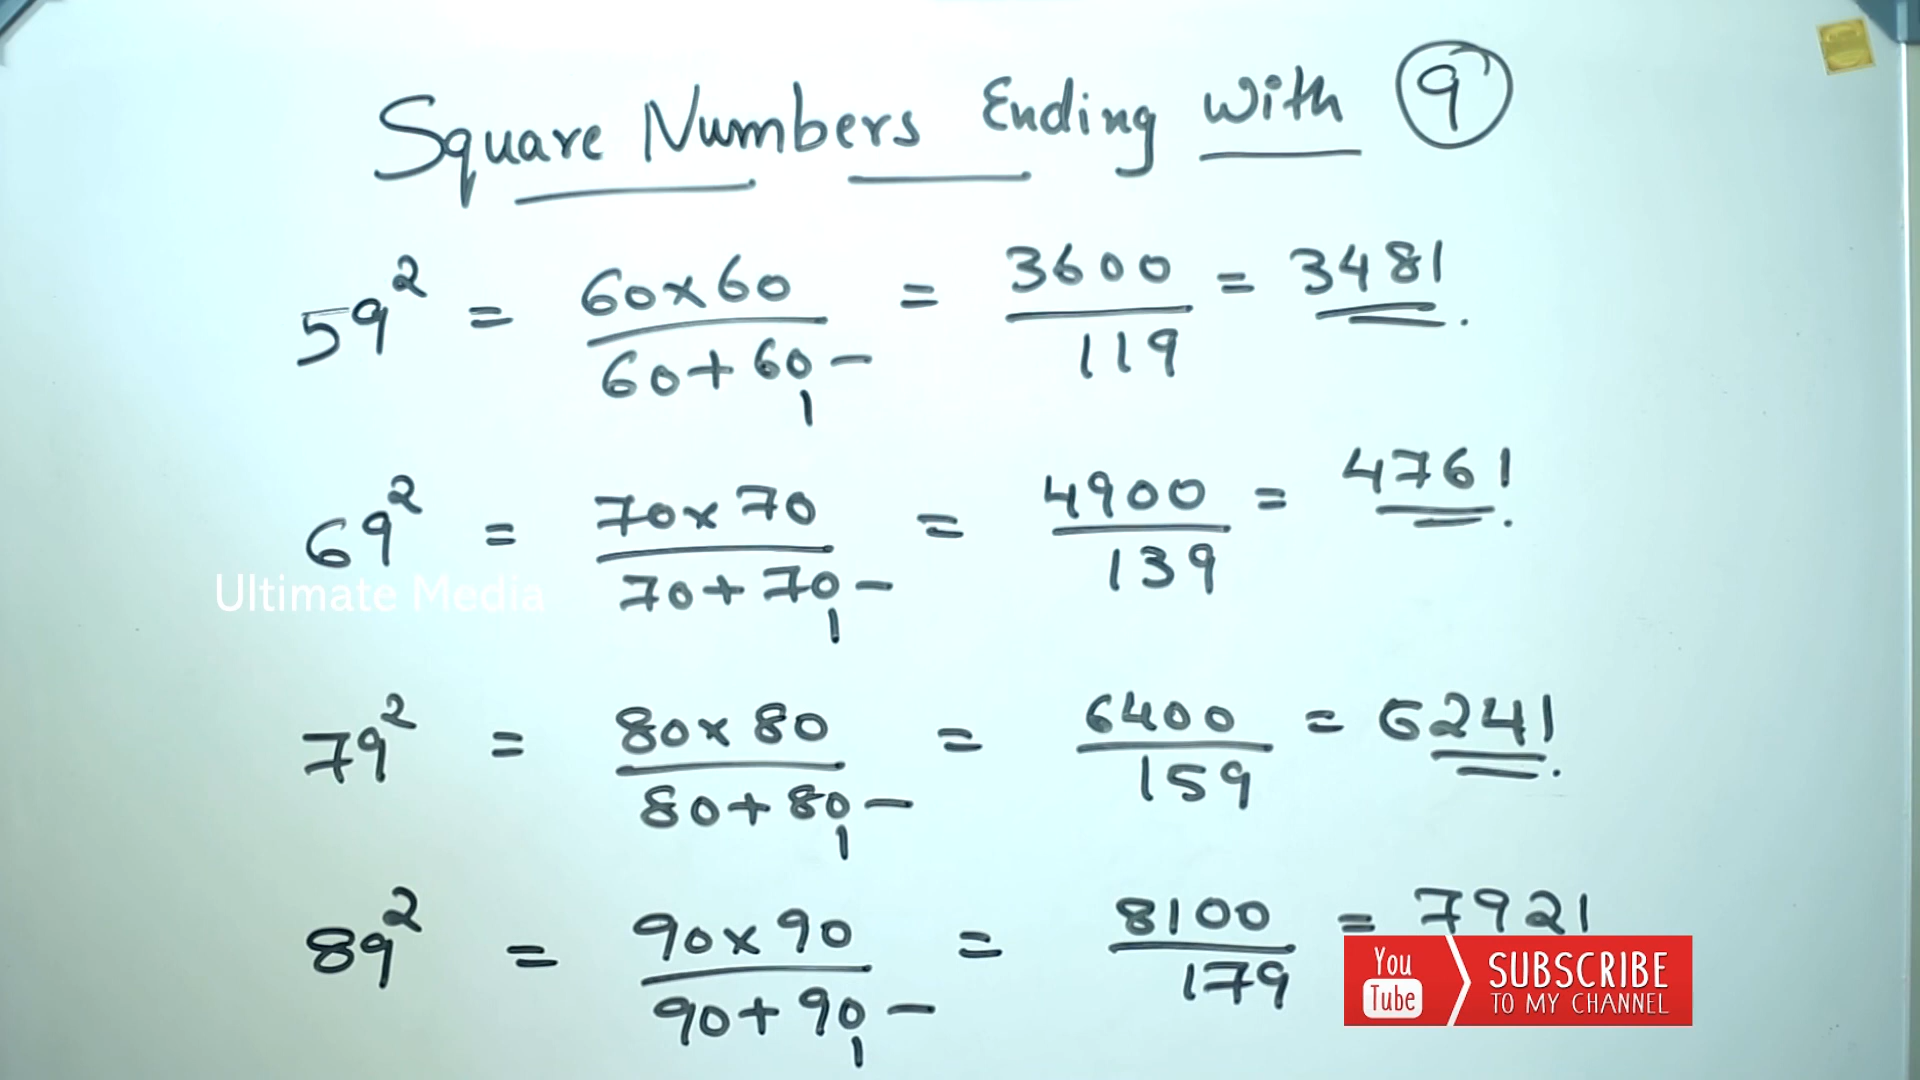 Square Numbers Ending with 9
59² = 60×60 / 60+60-1 = 3600 / 119 = 3481.
69² = 70×70 / 70+70-1 = 4900 / 139 = 4761.
Ultimate Media
79² = 80×80 / 80+80-1 = 6400 / 159 = 6241.
89² = 90×90 / 90+90-1 = 8100 / 179 = 7921
You Tube SUBSCRIBE
TO MY CHANNEL